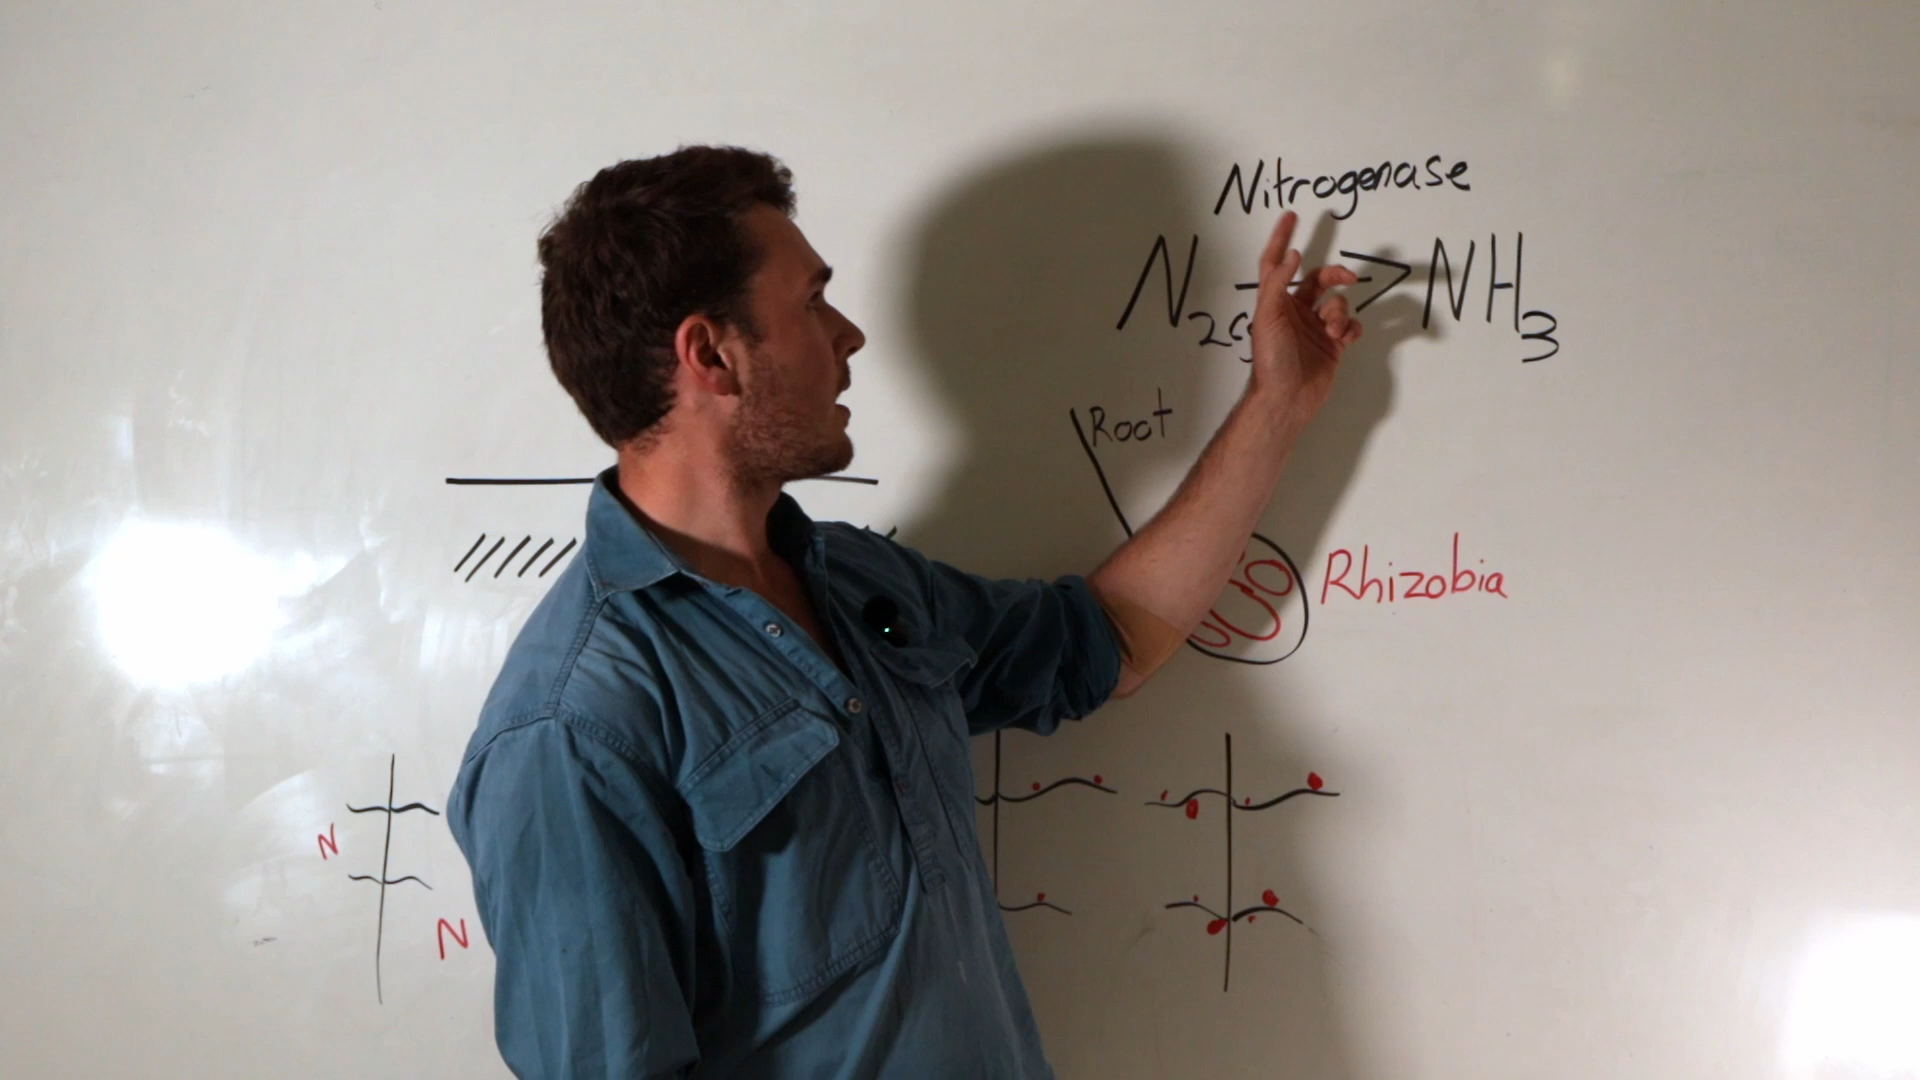 Nitrogenase
N2(g → NH3
Root
Rhizobia
N
N